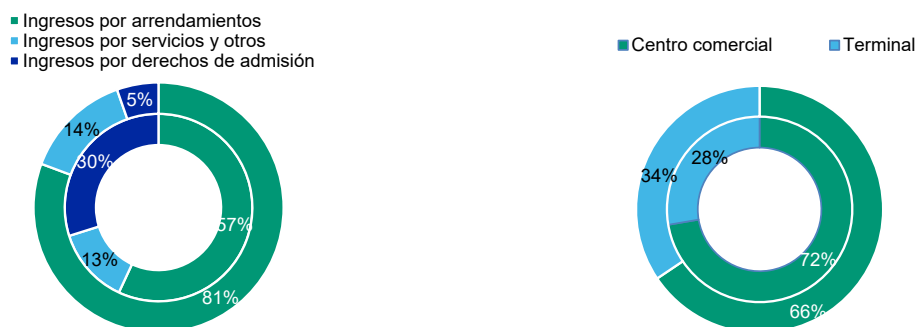 Ingresos por arrendamientos
Ingresos por servicios y otros
Ingresos por derechos de admisión
5%
14%
30%
57%
13%
81%
Centro comercial
Terminal
28%
34%
72%
66%